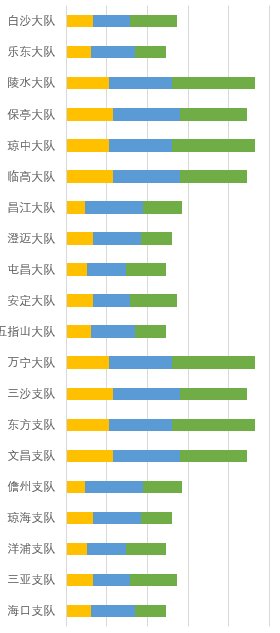 白沙大队
乐东大队
陵水大队
保亭大队
琼中大队
临高大队
昌江大队
澄迈大队
屯昌大队
安定大队
五指山大队
万宁大队
三沙支队
东方支队
文昌支队
儋州支队
琼海支队
洋浦支队
三亚支队
海口支队